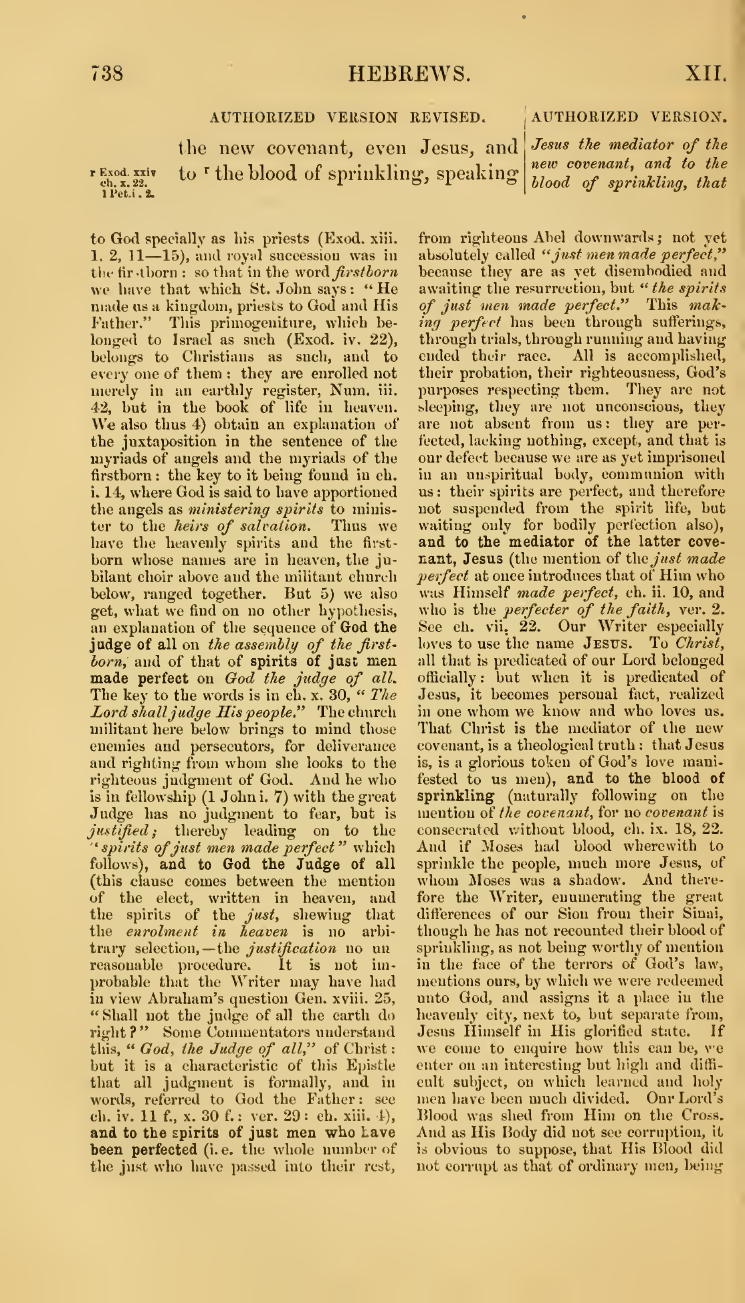 738
HEBREWS.
XII.
AUTHORIZED VERSION REVISED.
the new covenant, even Jesus, and
to r the blood of sprinkling, speaking
r Exod. xxiv
ch. x. 22.
1 Pet. i. 2.
AUTHORIZED VERSION.
Jesus the mediator of the
new covenant, and to the
blood of sprinkling, that
to God specially as his priests (Exod. xiii.
1. 2, 11—15), and royal succession was in
the firstborn : so that in the word firstborn
we have that which St. John says : “ He
made us a kingdom, priests to God and His
Father.” This primogeniture, which be-
longed to Israel as such (Exod. iv. 22),
belongs to Christians as such, and to
every one of them : they are enrolled not
merely in an earthly register, Num. iii.
42, but in the book of life in heaven.
We also thus 4) obtain an explanation of
the juxtaposition in the sentence of the
myriads of angels and the myriads of the
firstborn : the key to it being found in ch.
i. 14, where God is said to have apportioned
the angels as ministering spirits to minis-
ter to the heirs of salvation. Thus we
have the heavenly spirits and the first-
born whose names are in heaven, the ju-
bilant choir above and the militant church
below, ranged together. But 5) we also
get, what we find on no other hypothesis,
an explanation of the sequence of God the
judge of all on the assembly of the first-
born, and of that of spirits of just men
made perfect on God the judge of all.
The key to the words is in ch. x. 30, “ The
Lord shall judge His people.” The church
militant here below brings to mind those
enemies and persecutors, for deliverance
and righting from whom she looks to the
righteous judgment of God. And he who
is in fellowship (1 John i. 7) with the great
Judge has no judgment to fear, but is
justified ; thereby leading on to the
“ spirits of just men made perfect ” which
follows), and to God the Judge of all
(this clause comes between the mention
of the elect, written in heaven, and
the spirits of the just, shewing that
the enrolment in heaven is no arbi-
trary selection,—the justification no un
reasonable procedure. It is not im-
probable that the Writer may have had
in view Abraham’s question Gen. xviii. 25,
“ Shall not the judge of all the earth do
right ? ” Some Commentators understand
this, “ God, the Judge of all,” of Christ :
but it is a characteristic of this Epistle
that all judgment is formally, and in
words, referred to God the Father : see
ch. iv. 11 f., x. 30 f. : ver. 29 : ch. xiii. 4),
and to the spirits of just men who have
been perfected (i. e. the whole number of
the just who have passed into their rest,
from righteous Abel downwards ; not yet
absolutely called “ just men made perfect,”
because they are as yet disembodied and
awaiting the resurrection, but “ the spirits
of just men made perfect.” This mak-
ing perfect has been through sufferings,
through trials, through running and having
ended their race. All is accomplished,
their probation, their righteousness, God’s
purposes respecting them. They are not
sleeping, they are not unconscious, they
are not absent from us : they are per-
fected, lacking nothing, except, and that is
our defect because we are as yet imprisoned
in an unspiritual body, communion with
us : their spirits are perfect, and therefore
not suspended from the spirit life, but
waiting only for bodily perfection also),
and to the mediator of the latter cove-
nant, Jesus (the mention of the just made
perfect at once introduces that of Him who
was Himself made perfect, ch. ii. 10, and
who is the perfecter of the faith, ver. 2.
See ch. vii. 22. Our Writer especially
loves to use the name JESUS. To Christ,
all that is predicated of our Lord belonged
officially : but when it is predicated of
Jesus, it becomes personal fact, realized
in one whom we know and who loves us.
That Christ is the mediator of the new
covenant, is a theological truth : that Jesus
is, is a glorious token of God’s love mani-
fested to us men), and to the blood of
sprinkling (naturally following on the
mention of the covenant, for no covenant is
consecrated without blood, ch. ix. 18, 22.
And if Moses had blood wherewith to
sprinkle the people, much more Jesus, of
whom Moses was a shadow. And there-
fore the Writer, enumerating the great
differences of our Sion from their Sinai,
though he has not recounted their blood of
sprinkling, as not being worthy of mention
in the face of the terrors of God’s law,
mentions ours, by which we were redeemed
unto God, and assigns it a place in the
heavenly city, next to, but separate from,
Jesus Himself in His glorified state. If
we come to enquire how this can be, we
enter on an interesting but high and diffi-
cult subject, on which learned and holy
men have been much divided. Our Lord’s
Blood was shed from Him on the Cross.
And as His Body did not see corruption, it
is obvious to suppose, that His Blood did
not corrupt as that of ordinary men, being